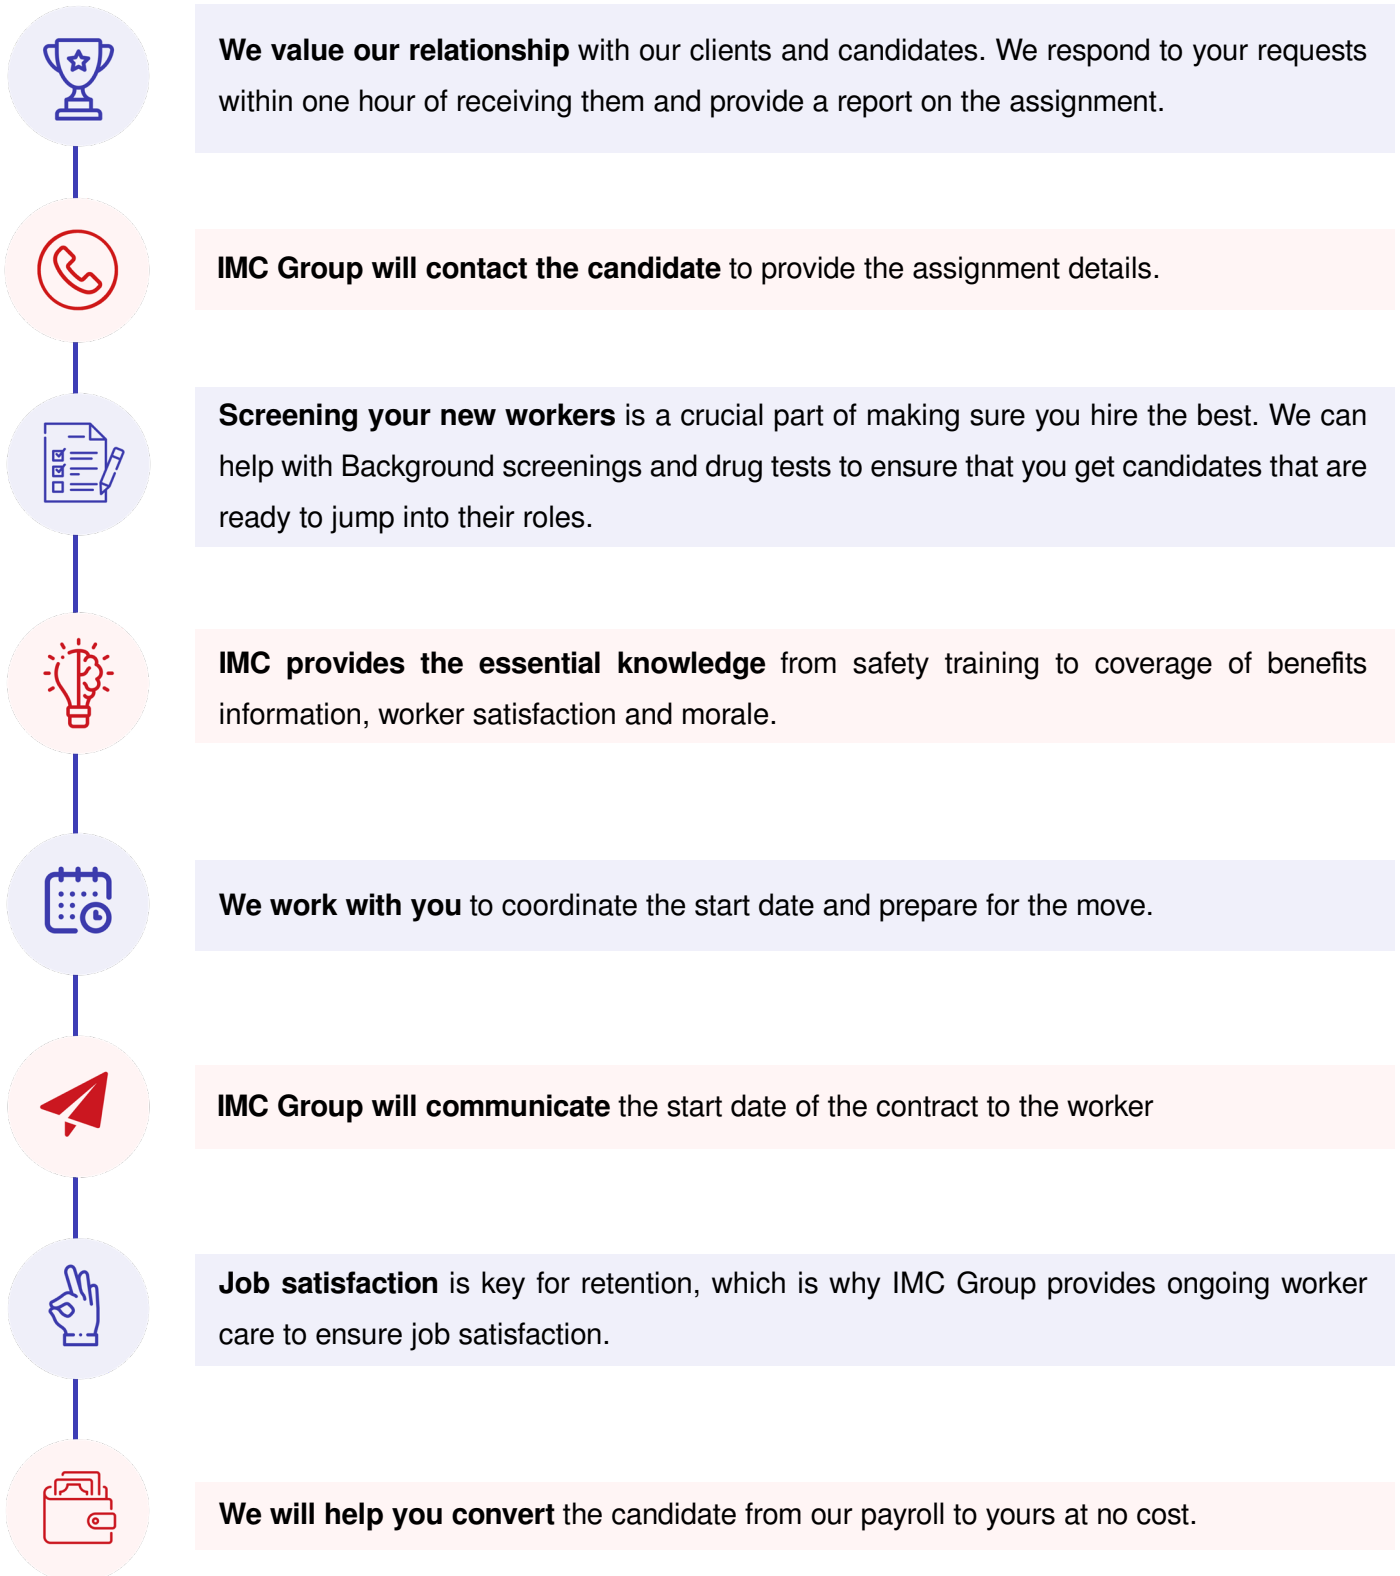 We value our relationship with our clients and candidates. We respond to your requests
within one hour of receiving them and provide a report on the assignment.
IMC Group will contact the candidate to provide the assignment details.
Screening your new workers is a crucial part of making sure you hire the best. We can
help with Background screenings and drug tests to ensure that you get candidates that are
ready to jump into their roles.
IMC provides the essential knowledge from safety training to coverage of benefits
information, worker satisfaction and morale.
We work with you to coordinate the start date and prepare for the move.
IMC Group will communicate the start date of the contract to the worker
Job satisfaction is key for retention, which is why IMC Group provides ongoing worker
care to ensure job satisfaction.
We will help you convert the candidate from our payroll to yours at no cost.